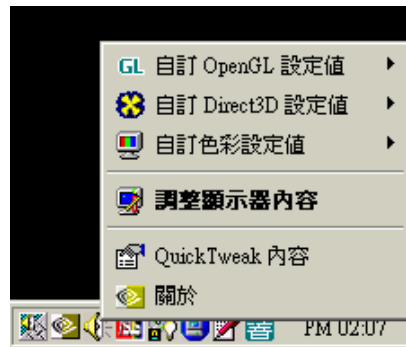 GL 自訂 OpenGL 設定值
自訂 Direct3D 設定值
自訂色彩設定值
調整顯示器內容
QuickTweak 內容
關於
PM 02:07